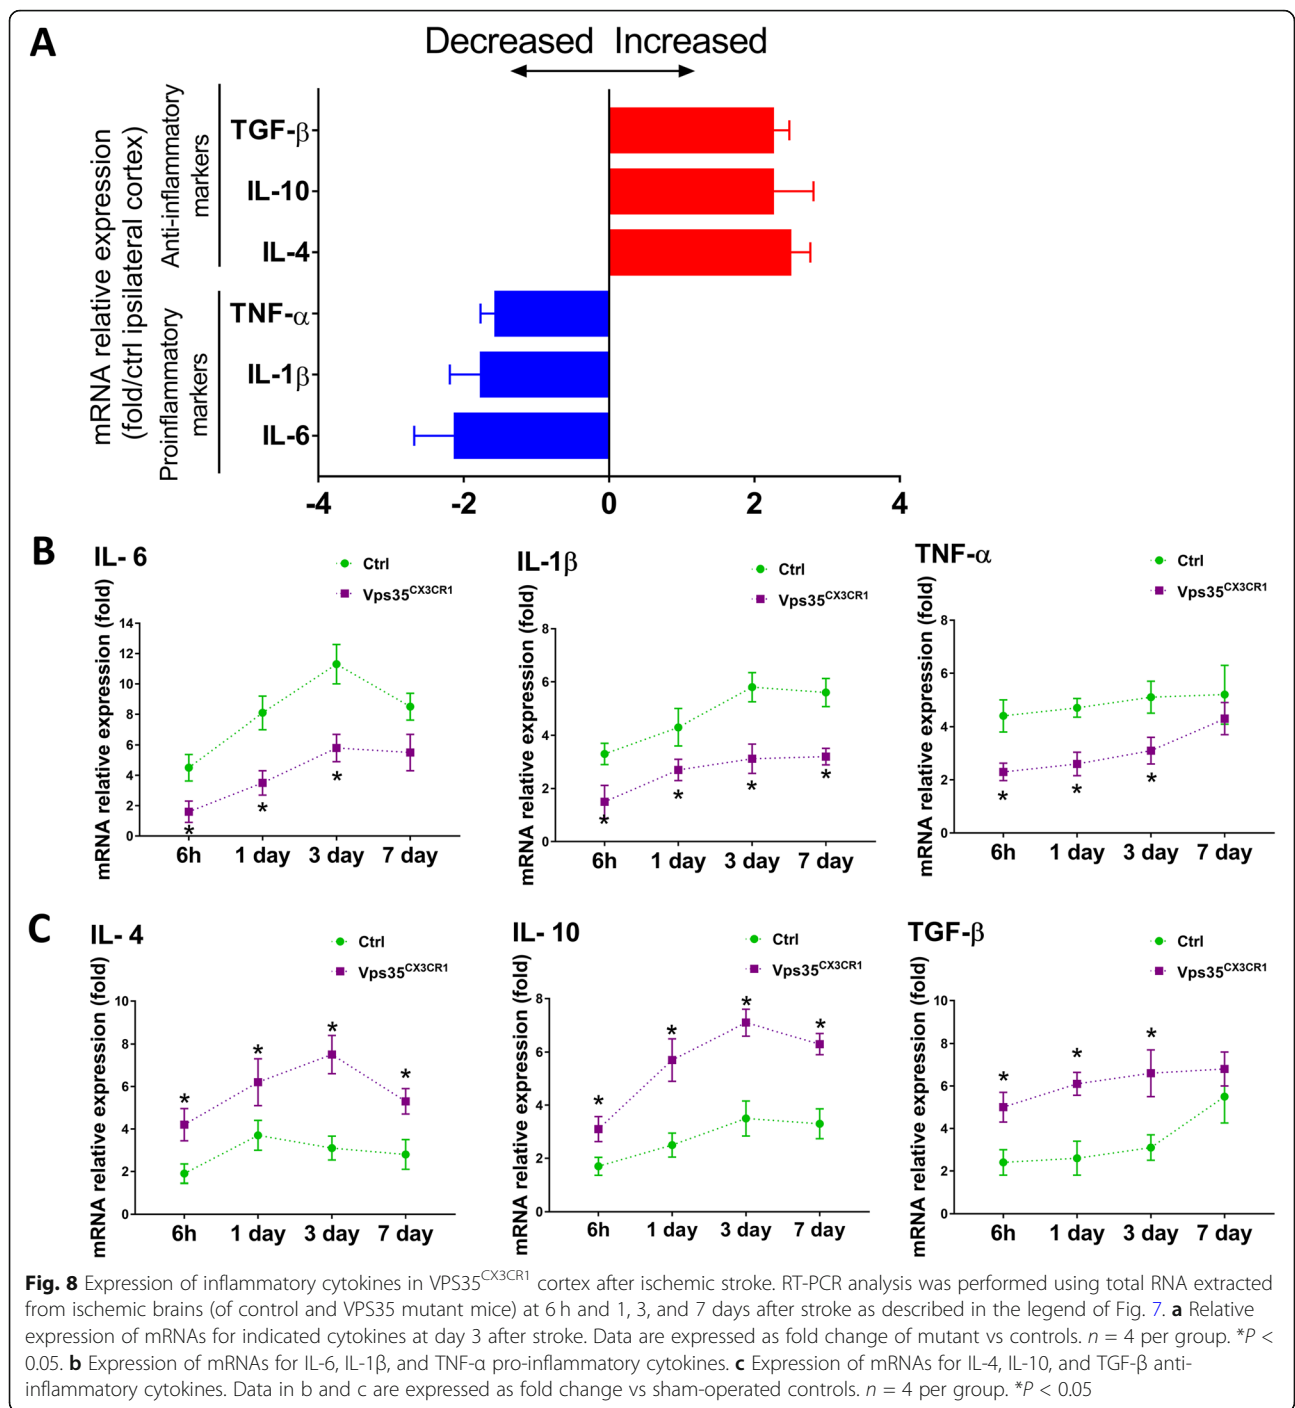 A
Decreased Increased
mRNA relative expression
(fold/ctrl ipsilateral cortex)
Anti-inflammatory
markers
Proinflammatory
markers
TGF-β
IL-10
IL-4
TNF-α
IL-1β
IL-6
-4 -2 0 2 4
B
IL- 6
Ctrl
Vps35CX3CR1
mRNA relative expression (fold)
14
12
10
8
6
4
2
0
* * *
6h 1 day 3 day 7 day
IL-1β
Ctrl
Vps35CX3CR1
mRNA relative expression (fold)
8
6
4
2
0
* * * *
6h 1 day 3 day 7 day
TNF-α
Ctrl
Vps35CX3CR1
mRNA relative expression (fold)
8
6
4
2
0
* * *
6h 1 day 3 day 7 day
C
IL- 4
Ctrl
Vps35CX3CR1
mRNA relative expression (fold)
10
8
6
4
2
0
* * * *
6h 1 day 3 day 7 day
IL- 10
Ctrl
Vps35CX3CR1
mRNA relative expression (fold)
8
6
4
2
0
* * * *
6h 1 day 3 day 7 day
TGF-β
Ctrl
Vps35CX3CR1
mRNA relative expression (fold)
10
8
6
4
2
0
* * *
6h 1 day 3 day 7 day
Fig. 8 Expression of inflammatory cytokines in VPS35CX3CR1 cortex after ischemic stroke. RT-PCR analysis was performed using total RNA extracted
from ischemic brains (of control and VPS35 mutant mice) at 6 h and 1, 3, and 7 days after stroke as described in the legend of Fig. 7. a Relative
expression of mRNAs for indicated cytokines at day 3 after stroke. Data are expressed as fold change of mutant vs controls. n = 4 per group. *P <
0.05. b Expression of mRNAs for IL-6, IL-1β, and TNF-α pro-inflammatory cytokines. c Expression of mRNAs for IL-4, IL-10, and TGF-β anti-
inflammatory cytokines. Data in b and c are expressed as fold change vs sham-operated controls. n = 4 per group. *P < 0.05